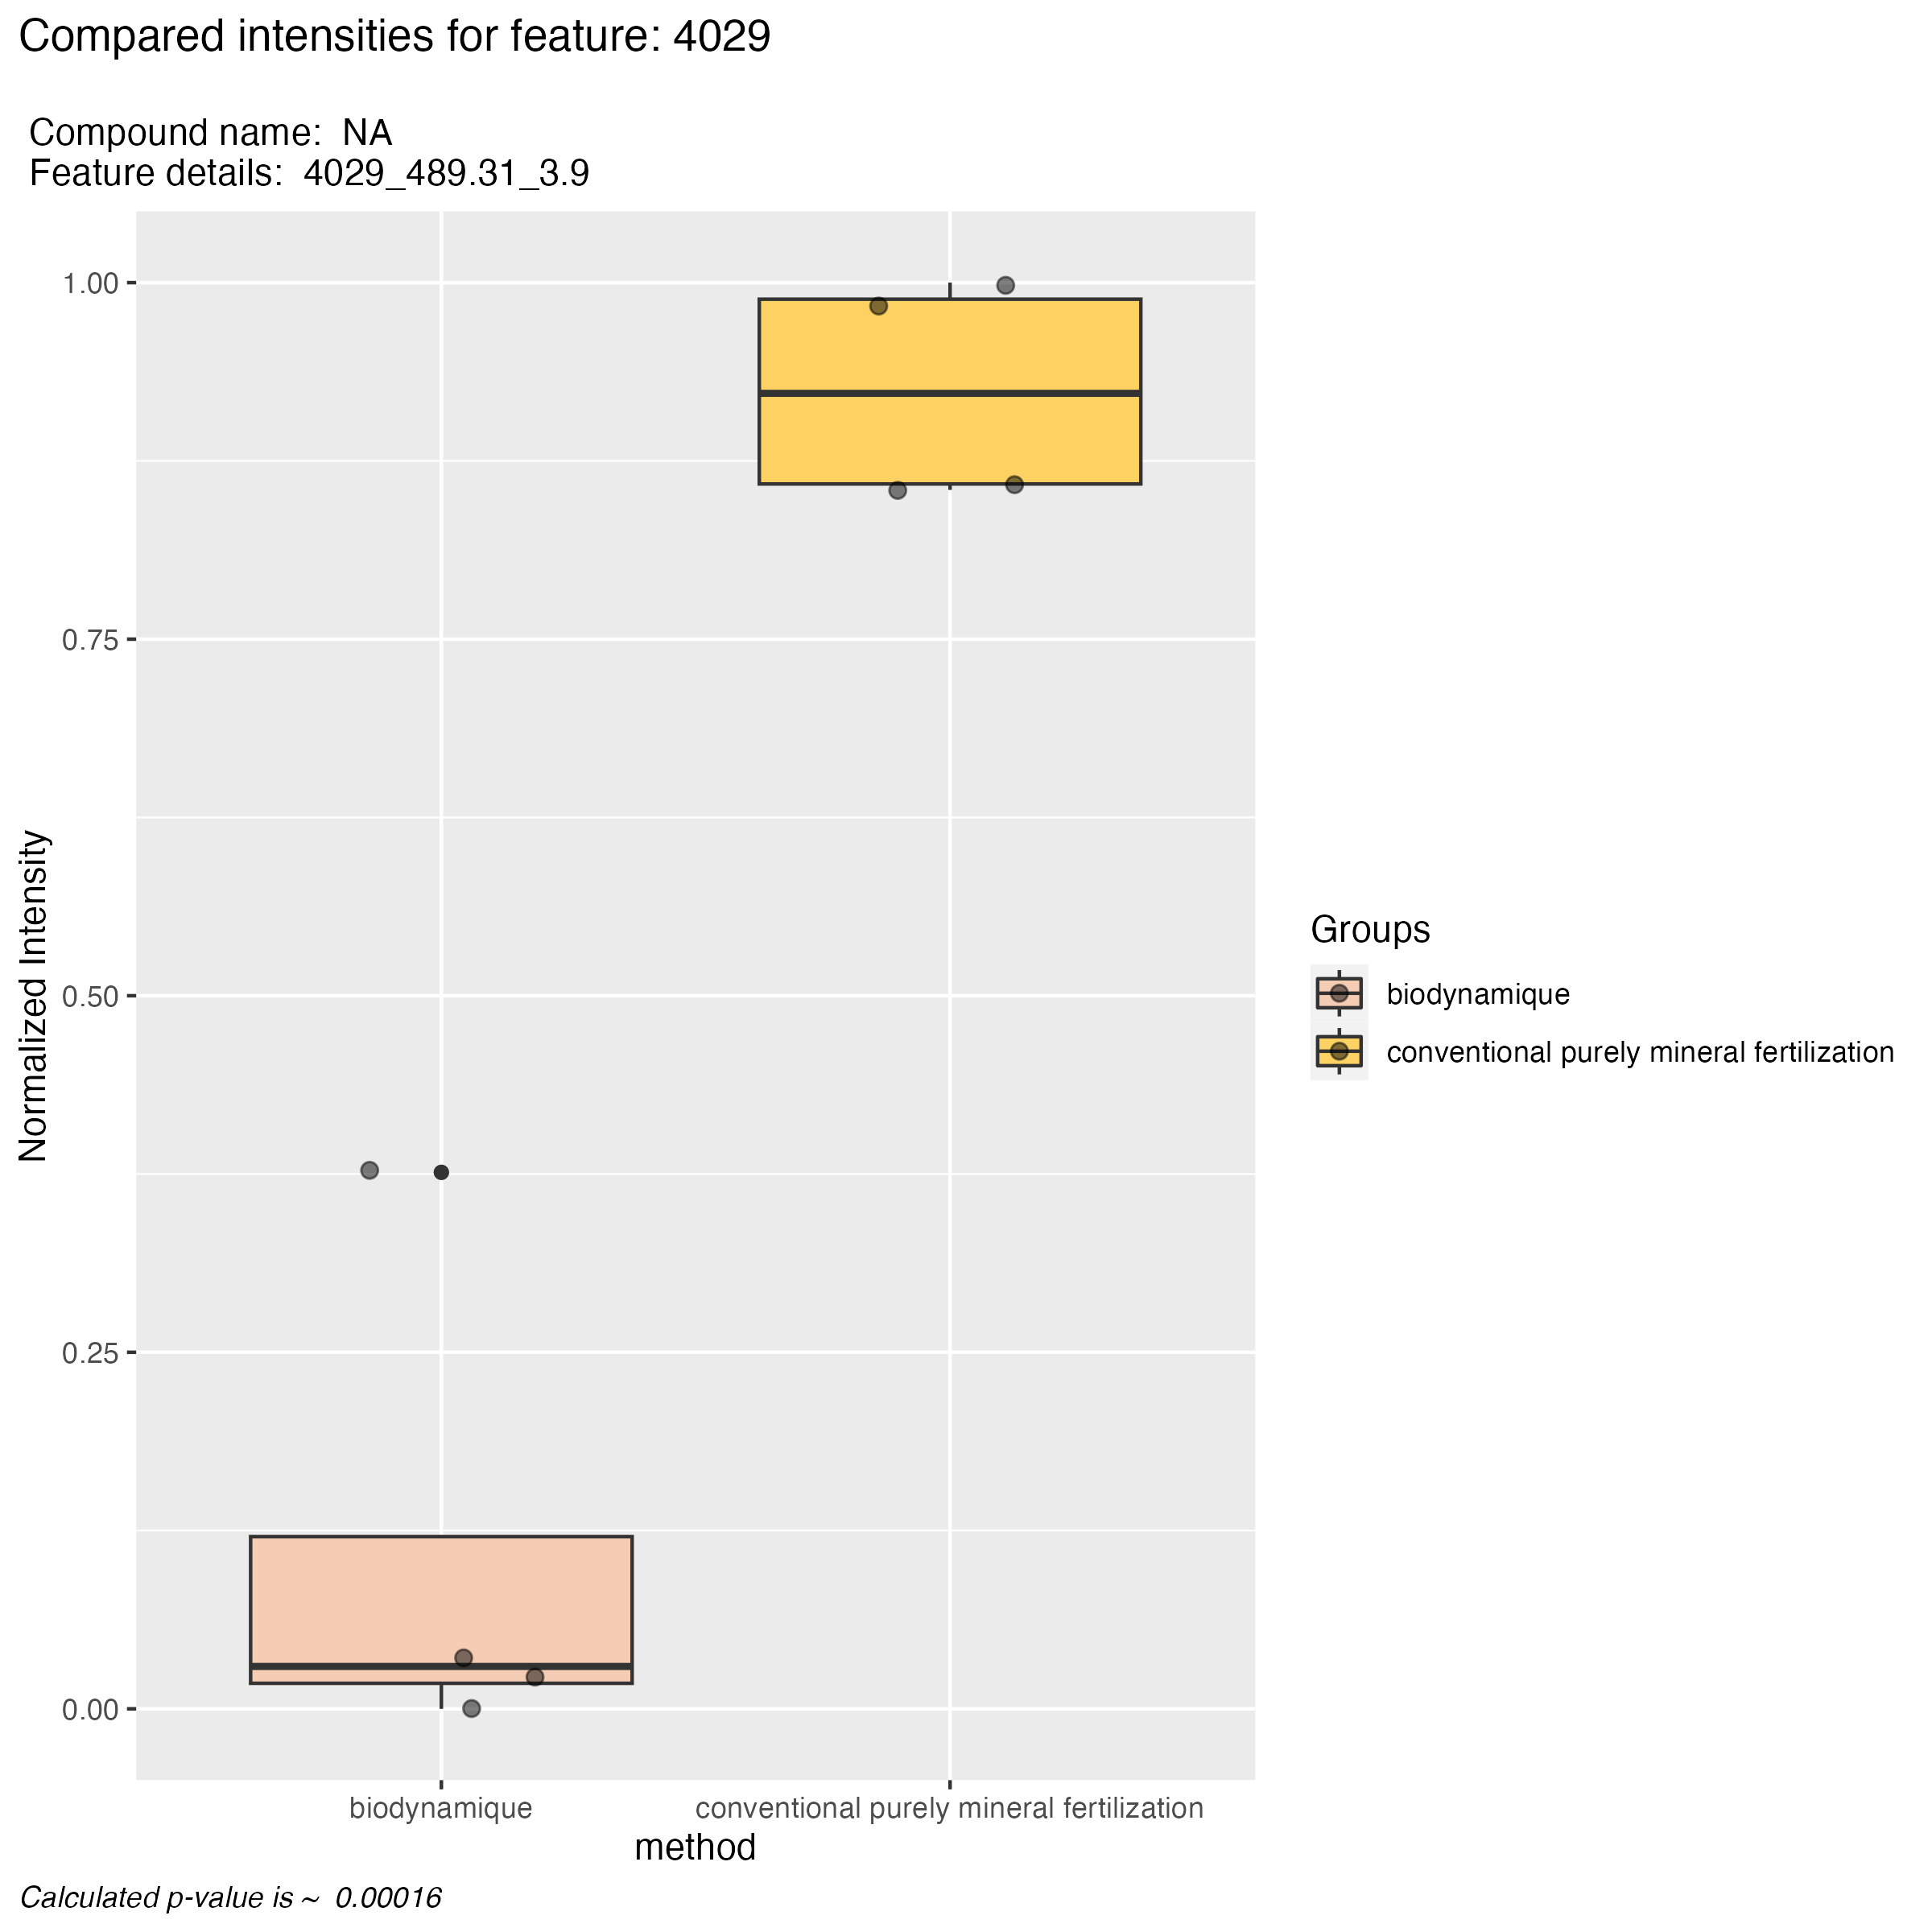 Compared intensities for feature: 4029
Compound name:  NA
Feature details:  4029_489.31_3.9
1.00
0.75
0.50
0.25
0.00
Normalized Intensity
biodynamique
conventional purely mineral fertilization
method
Groups
biodynamique
conventional purely mineral fertilization
Calculated p-value is ~  0.00016